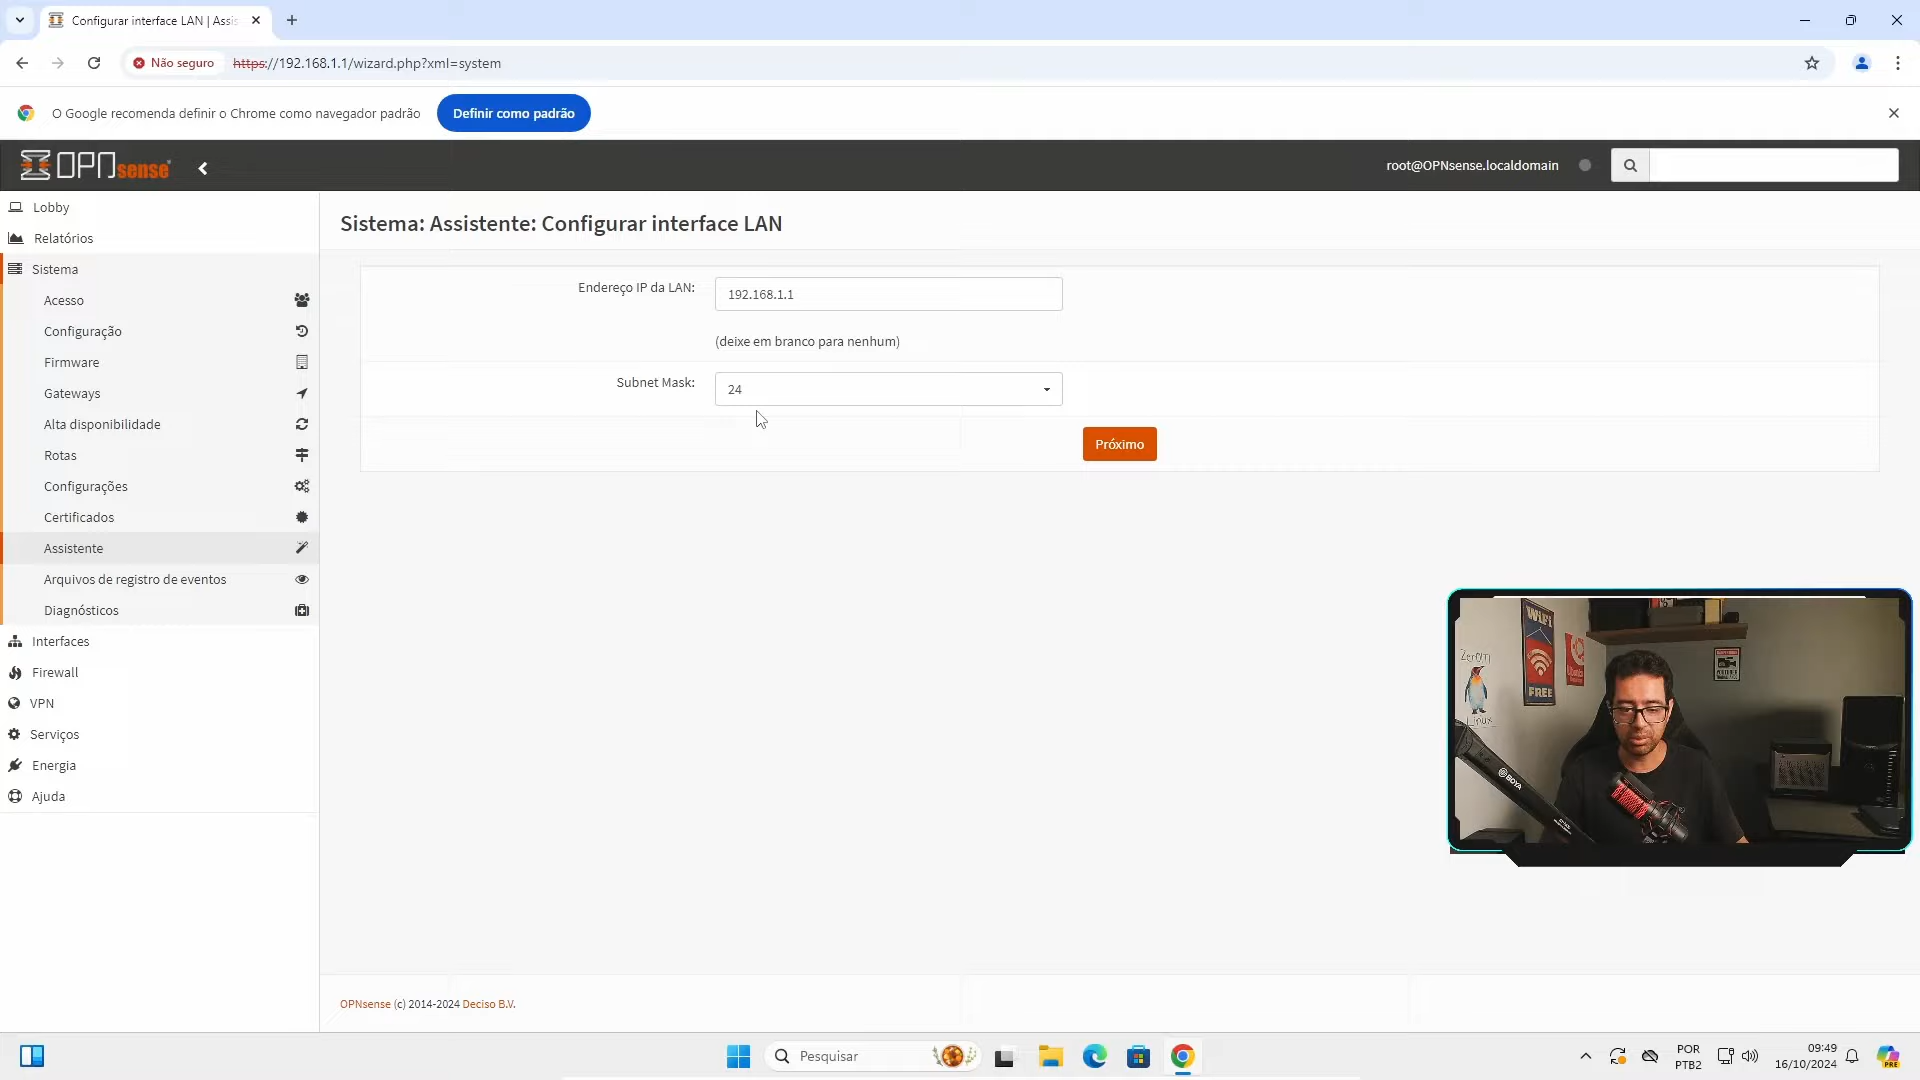 Configurar interface LAN | Assis
Não seguro
https://192.168.1.1/wizard.php?xml=system
O Google recomenda definir o Chrome como navegador padrão
Definir como padrão
OPNsense
root@OPNsense.localdomain
Lobby
Relatórios
Sistema
Acesso
Configuração
Firmware
Gateways
Alta disponibilidade
Rotas
Configurações
Certificados
Assistente
Arquivos de registro de eventos
Diagnósticos
Interfaces
Firewall
VPN
Serviços
Energia
Ajuda
Sistema: Assistente: Configurar interface LAN
Endereço IP da LAN:
192.168.1.1
(deixe em branco para nenhum)
Subnet Mask:
24
Próximo
WIFI
FREE
Linux
BOYA
OPNsense (c) 2014-2024 Deciso B.V.
Pesquisar
POR
PTB2
09:49
16/10/2024
PRE